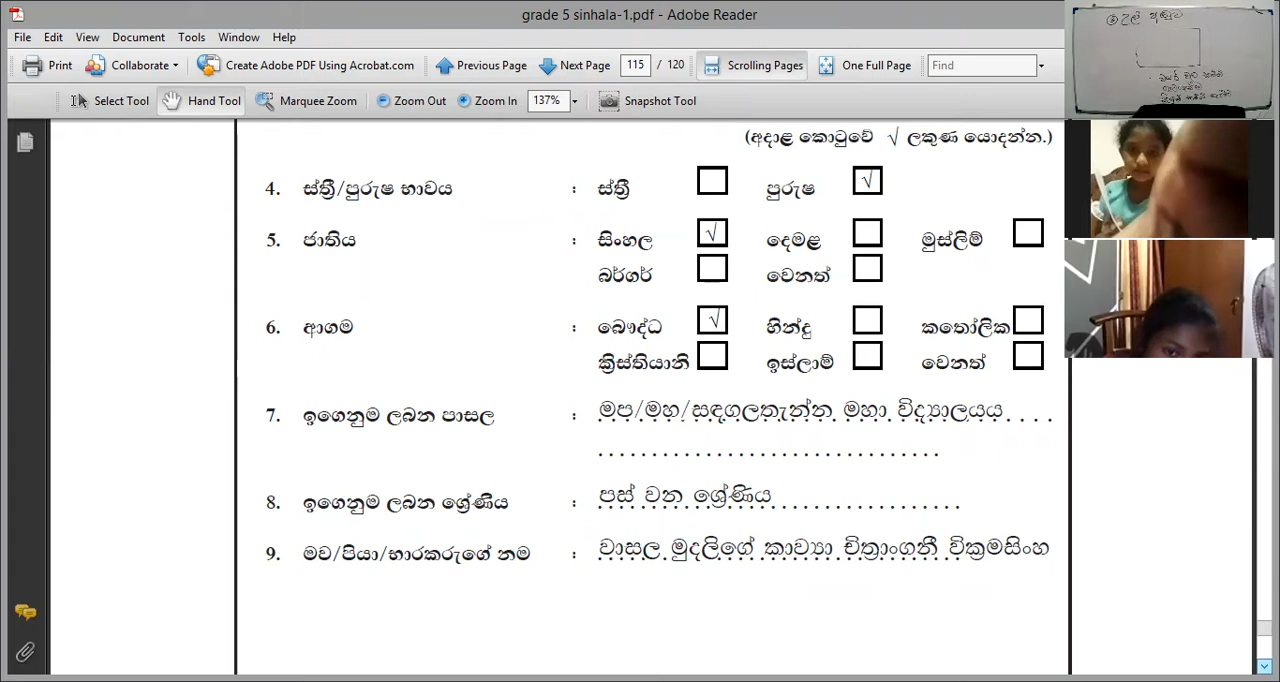 grade 5 sinhala-1.pdf - Adobe Reader
File Edit View Document Tools Window Help
Print Collaborate Create Adobe PDF Using Acrobat.com Previous Page Next Page 115 / 120 Scrolling Pages One Full Page Find
Select Tool Hand Tool Marquee Zoom Zoom Out Zoom In 137% Snapshot Tool
(අදාළ කොටුවේ √ ලකුණ යොදන්න.)
4. ස්ත්‍රී/පුරුෂ භාවය : ස්ත්‍රී පුරුෂ √
5. ජාතිය : සිංහල √ දෙමළ මුස්ලිම්
බර්ගර් වෙනත්
6. ආගම : බෞද්ධ √ හින්දු කතෝලික
ක්‍රිස්තියානි ඉස්ලාම් වෙනත්
7. ඉගෙනුම ලබන පාසල : මප/මහ/සඳගලතැන්න මහා විද්‍යාලයය
8. ඉගෙනුම ලබන ශ්‍රේණිය : පස් වන ශ්‍රේණිය
9. මව/පියා/භාරකරුගේ නම : වාසල මුදලිගේ කාව්‍යා චිත්‍රාංගනී වික්‍රමසිංහ